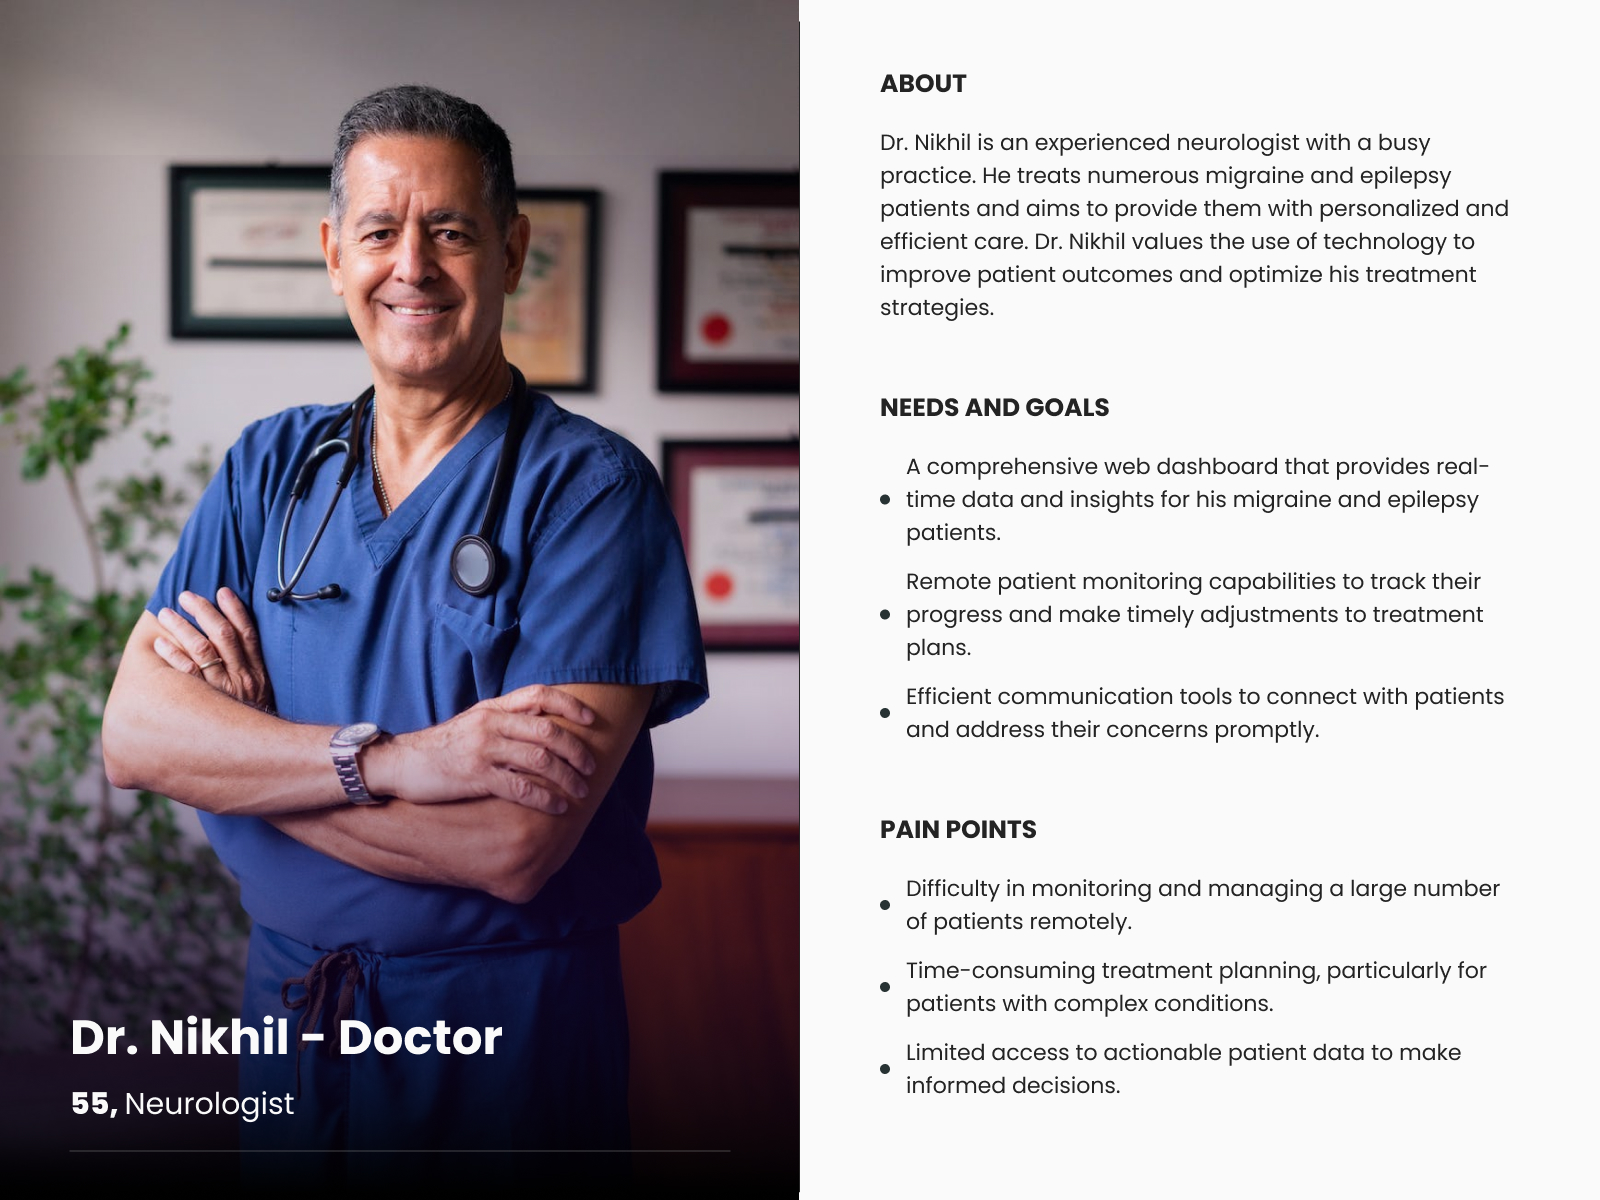 ABOUT
Dr. Nikhil is an experienced neurologist with a busy
practice. He treats numerous migraine and epilepsy
patients and aims to provide them with personalized and
efficient care. Dr. Nikhil values the use of technology to
improve patient outcomes and optimize his treatment
strategies.
NEEDS AND GOALS
A comprehensive web dashboard that provides real-
time data and insights for his migraine and epilepsy
patients.
Remote patient monitoring capabilities to track their
progress and make timely adjustments to treatment
plans.
Efficient communication tools to connect with patients
and address their concerns promptly.
PAIN POINTS
Difficulty in monitoring and managing a large number
of patients remotely.
Time-consuming treatment planning, particularly for
patients with complex conditions.
Limited access to actionable patient data to make
informed decisions.
Dr. Nikhil - Doctor
55, Neurologist